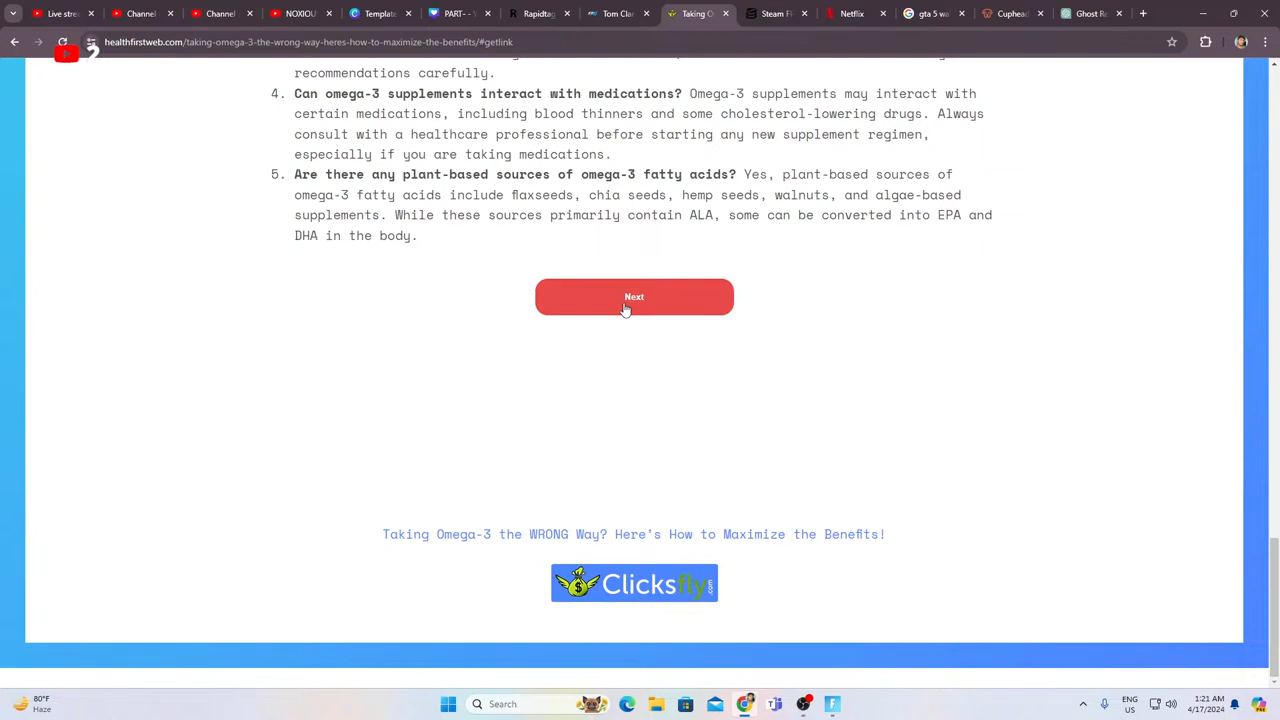 Live stree
Channel
Channel
NOXIOU
Template
PART--
Rapidtag
Tom Clan
Taking O
Steam
Netflix
gta 5 wa
Cuphead
Ghost Re
healthfirstweb.com/taking-omega-3-the-wrong-way-heres-how-to-maximize-the-benefits/#getlink
2
recommendations carefully.
4. Can omega-3 supplements interact with medications? Omega-3 supplements may interact with
certain medications, including blood thinners and some cholesterol-lowering drugs. Always
consult with a healthcare professional before starting any new supplement regimen,
especially if you are taking medications.
5. Are there any plant-based sources of omega-3 fatty acids? Yes, plant-based sources of
omega-3 fatty acids include flaxseeds, chia seeds, hemp seeds, walnuts, and algae-based
supplements. While these sources primarily contain ALA, some can be converted into EPA and
DHA in the body.
Next
Taking Omega-3 the WRONG Way? Here's How to Maximize the Benefits!
Clicksfly.com
80°F
Haze
Search
ENG
US
1:21 AM
4/17/2024